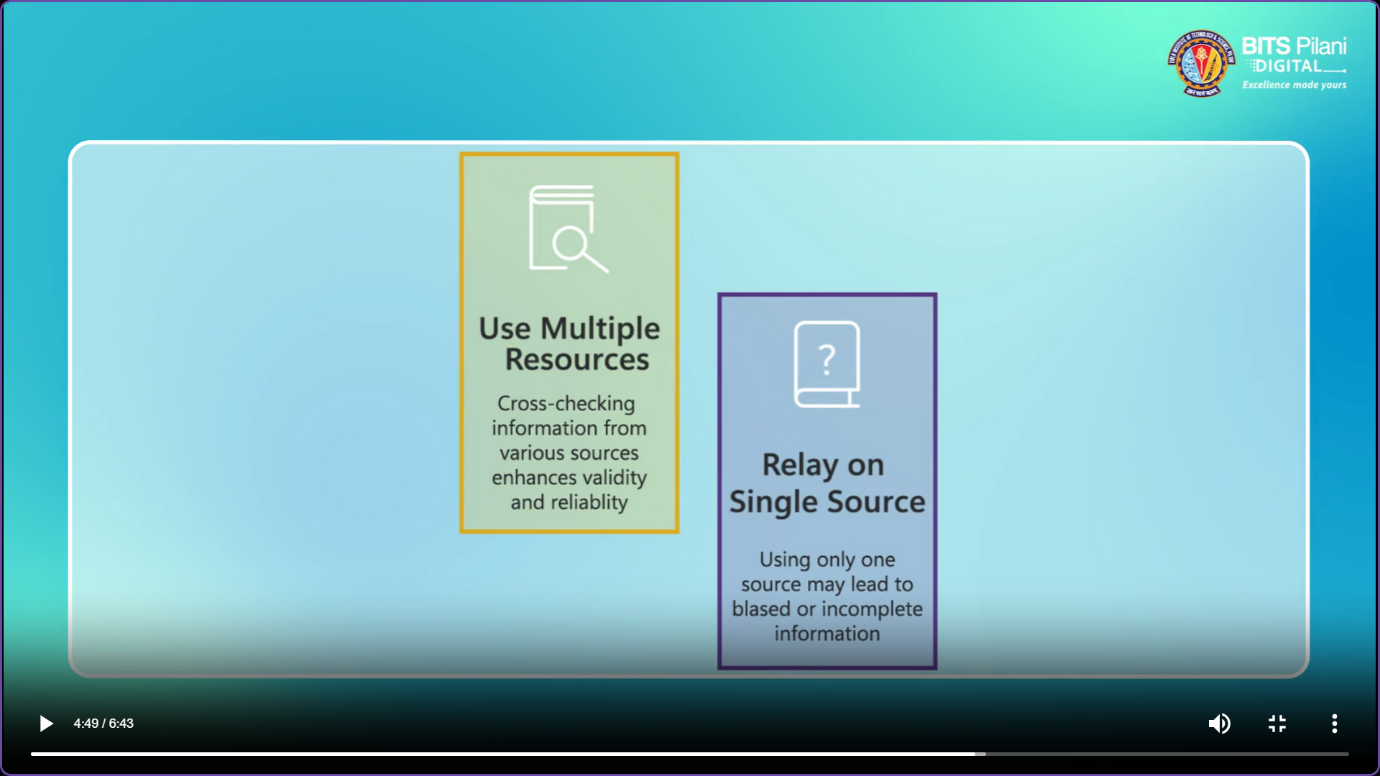 BITS Pilani
DIGITAL
Excellence made yours
Use Multiple
Resources
Cross-checking
information from
various sources
enhances validity
and reliablity
?
Relay on
Single Source
Using only one
source may lead to
blased or incomplete
information
4:49 / 6:43